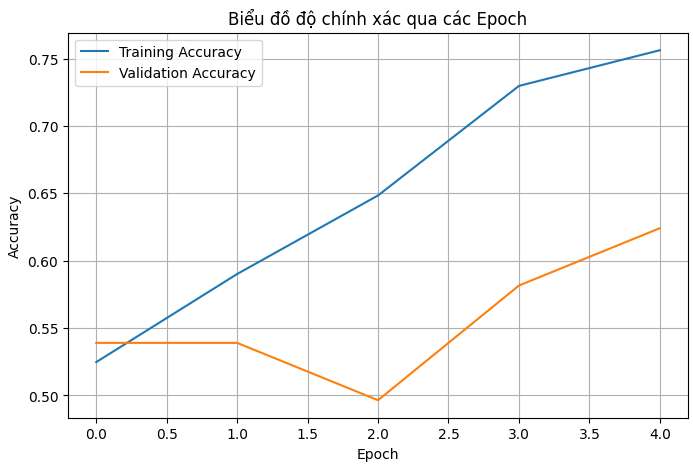 Biểu đồ độ chính xác qua các Epoch
Training Accuracy
Validation Accuracy
Accuracy
0.75
0.70
0.65
0.60
0.55
0.50
0.0 0.5 1.0 1.5 2.0 2.5 3.0 3.5 4.0
Epoch